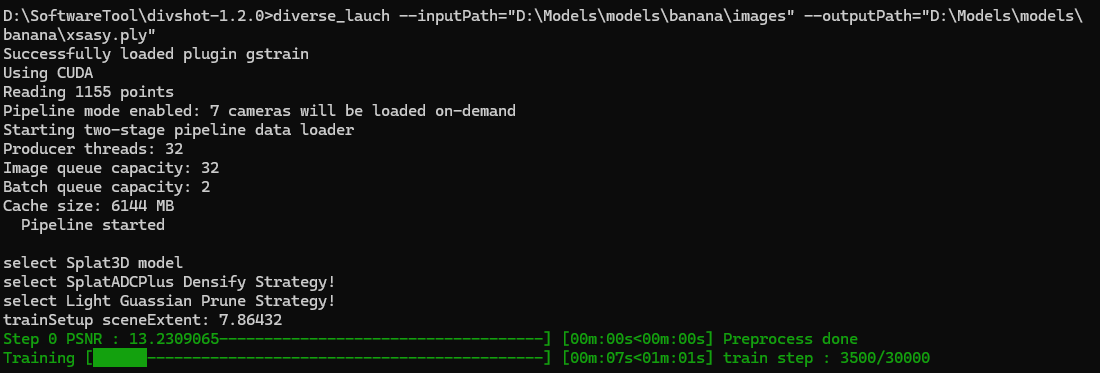 D:\SoftwareTool\divshot-1.2.0>diverse_lauch --inputPath="D:\Models\models\banana\images" --outputPath="D:\Models\models\
banana\xsasy.ply"
Successfully loaded plugin gstrain
Using CUDA
Reading 1155 points
Pipeline mode enabled: 7 cameras will be loaded on-demand
Starting two-stage pipeline data loader
Producer threads: 32
Image queue capacity: 32
Batch queue capacity: 2
Cache size: 6144 MB
  Pipeline started

select Splat3D model
select SplatADCPlus Densify Strategy!
select Light Guassian Prune Strategy!
trainSetup sceneExtent: 7.86432
Step 0 PSNR : 13.2309065------------------------------------] [00m:00s<00m:00s] Preprocess done
Training [██████--------------------------------------------] [00m:07s<01m:01s] train step : 3500/30000